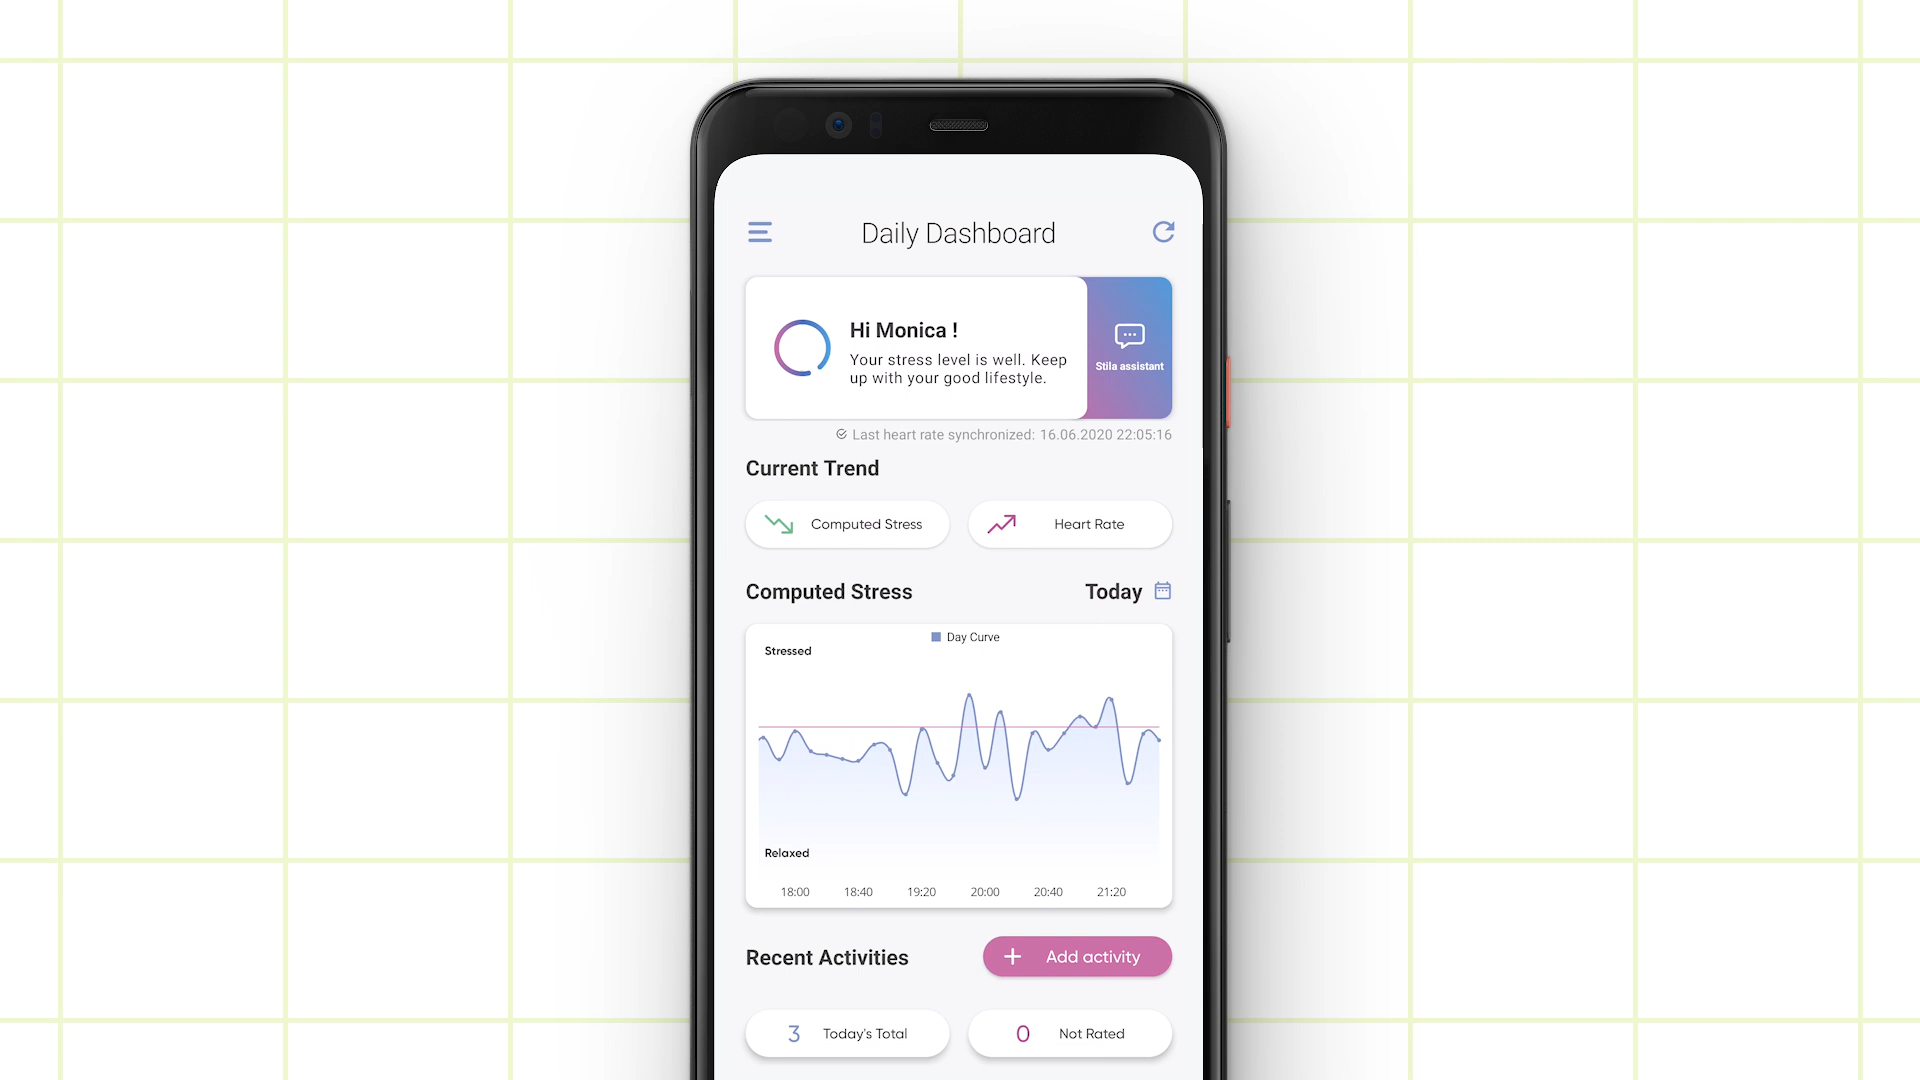 Daily Dashboard
Hi Monica !
Your stress level is well. Keep
up with your good lifestyle.
Stila assistant
Last heart rate synchronized: 16.06.2020 22:05:16
Current Trend
Computed Stress
Heart Rate
Computed Stress
Today
Day Curve
Stressed
Relaxed
18:00 18:40 19:20 20:00 20:40 21:20
Recent Activities
+ Add activity
3 Today's Total
0 Not Rated